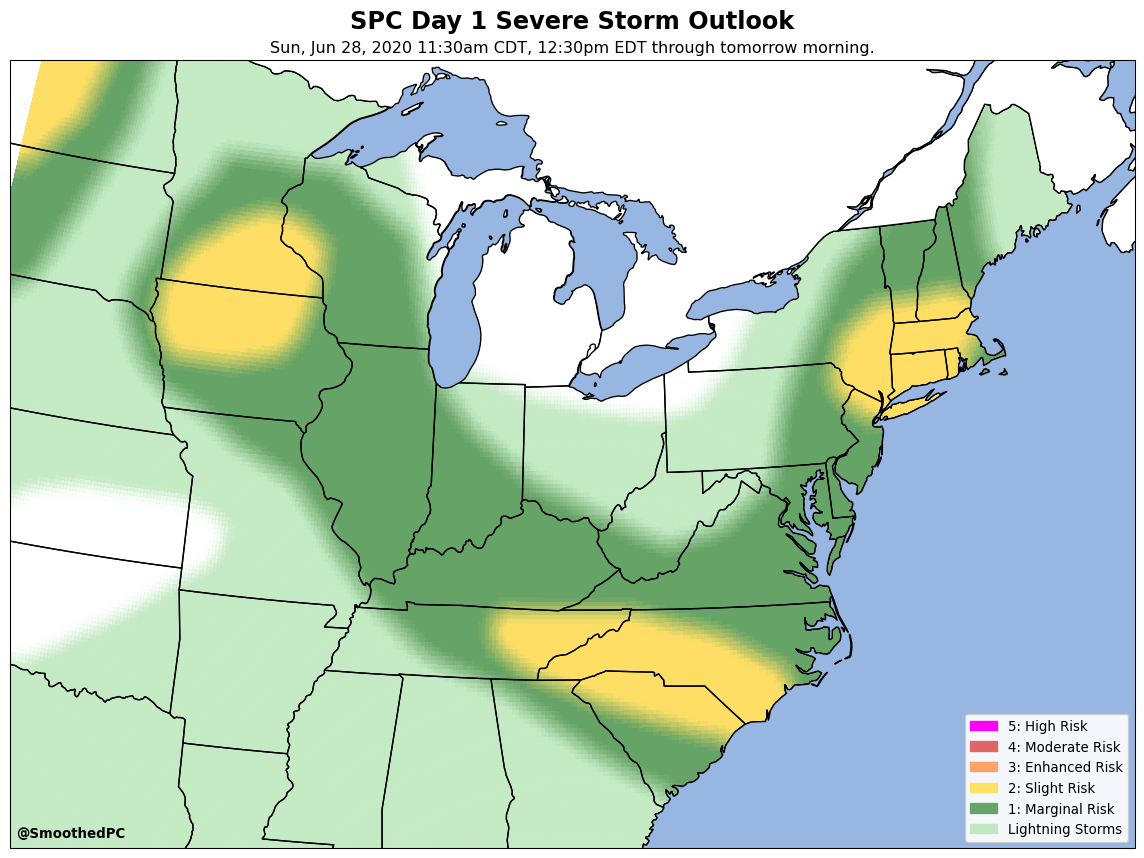 SPC Day 1 Severe Storm Outlook
Sun, Jun 28, 2020 11:30am CDT, 12:30pm EDT through tomorrow morning.
5: High Risk
4: Moderate Risk
3: Enhanced Risk
2: Slight Risk
1: Marginal Risk
Lightning Storms
@SmoothedPC